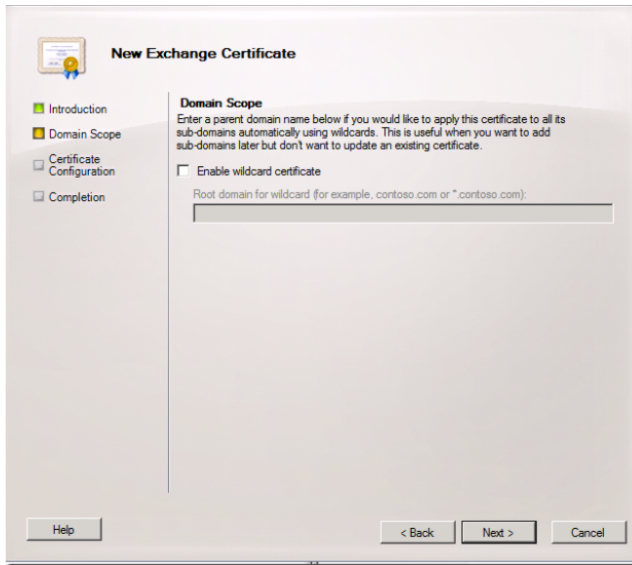 New Exchange Certificate
Introduction
Domain Scope
Certificate
Configuration
Completion
Domain Scope
Enter a parent domain name below if you would like to apply this certificate to all its
sub-domains automatically using wildcards. This is useful when you want to add
sub-domains later but don't want to update an existing certificate.
Enable wildcard certificate
Root domain for wildcard (for example, contoso.com or *.contoso.com):
Help
< Back
Next >
Cancel